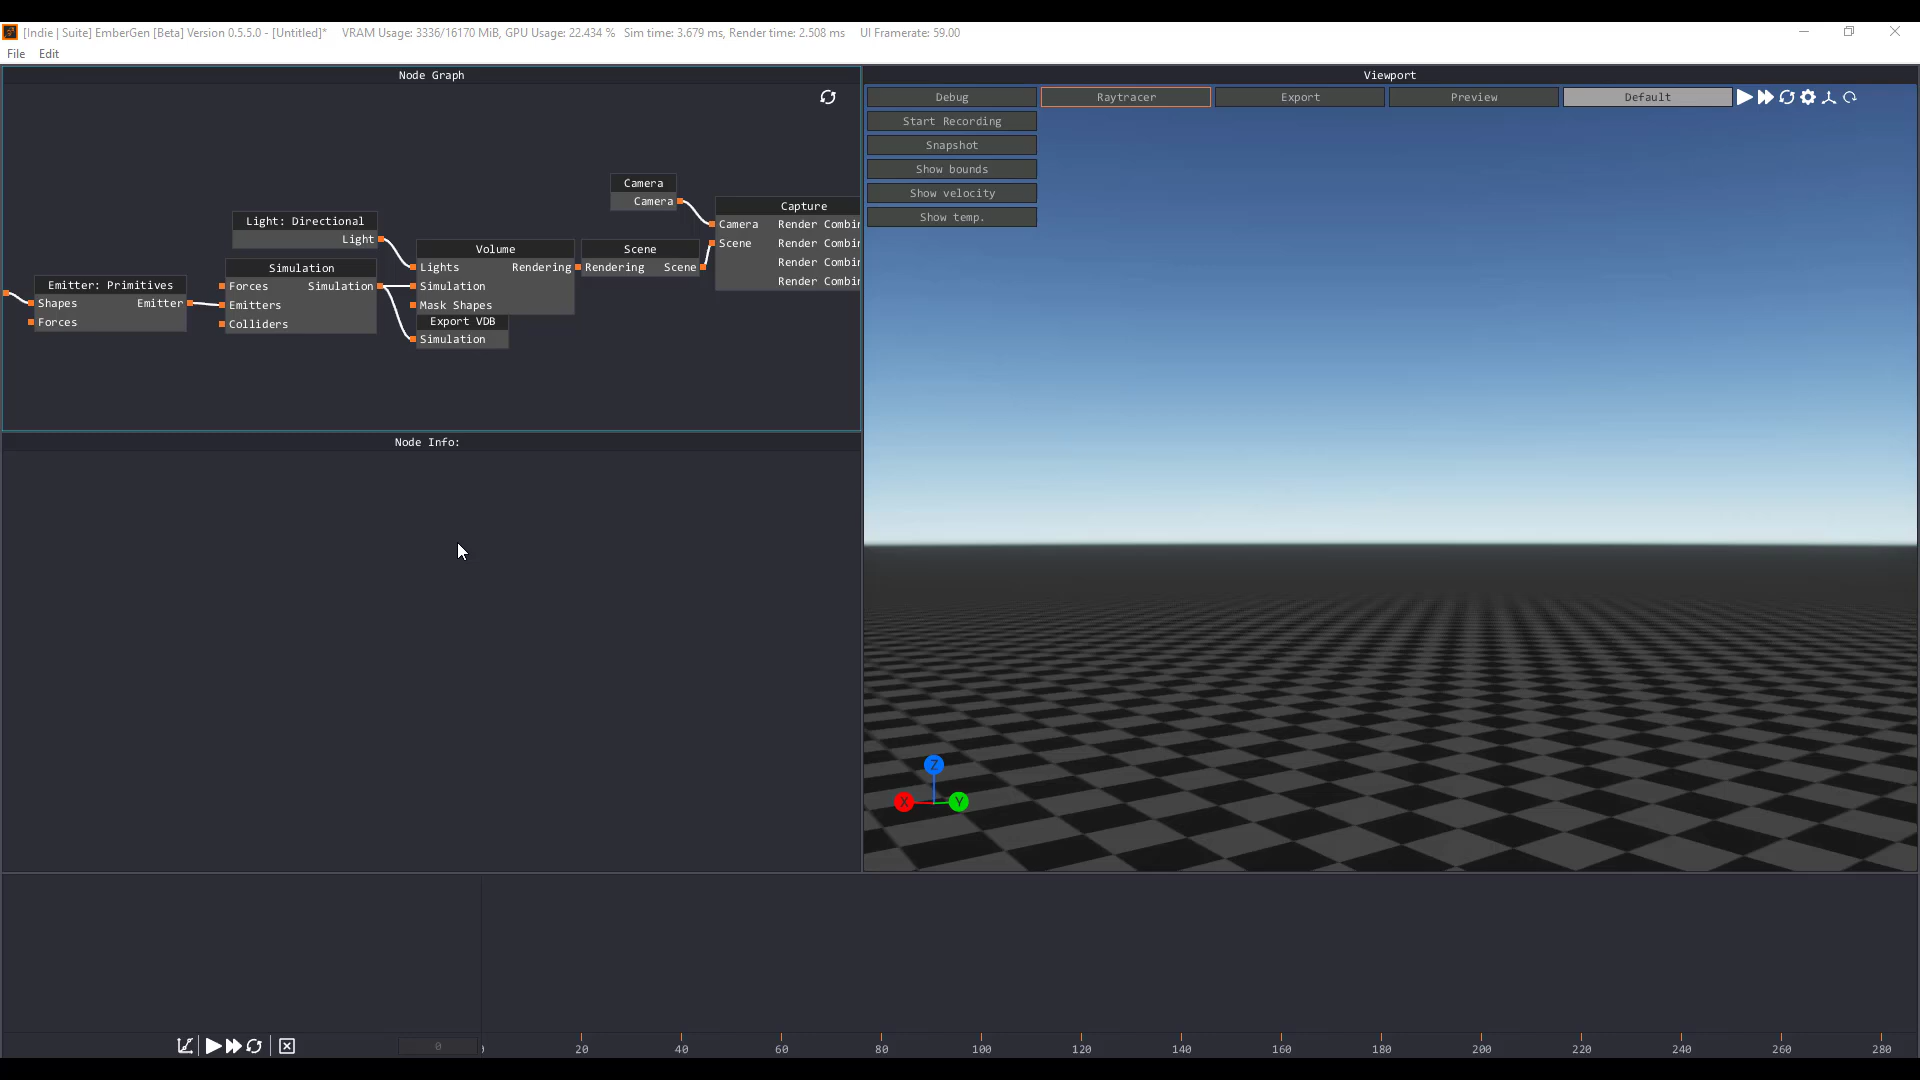 [Indie | Suite] EmberGen [Beta] Version 0.5.5.0 - [Untitled]* VRAM Usage: 3336/16170 MiB, GPU Usage: 22.434 % Sim time: 3.679 ms, Render time: 2.508 ms UI Framerate: 59.00
File Edit
Node Graph
Camera
Camera
Capture
Camera Render Combin
Scene Render Combin
Render Combin
Render Combin
Light: Directional
Light
Volume
Lights Rendering
Simulation
Mask Shapes
Scene
Rendering Scene
Simulation
Forces Simulation
Emitters
Colliders
Emitter: Primitives
Shapes Emitter
Forces
Export VDB
Simulation
Node Info:
Viewport
Debug Raytracer Export Preview Default
Start Recording
Snapshot
Show bounds
Show velocity
Show temp.
Z
X Y
0 20 40 60 80 100 120 140 160 180 200 220 240 260 280